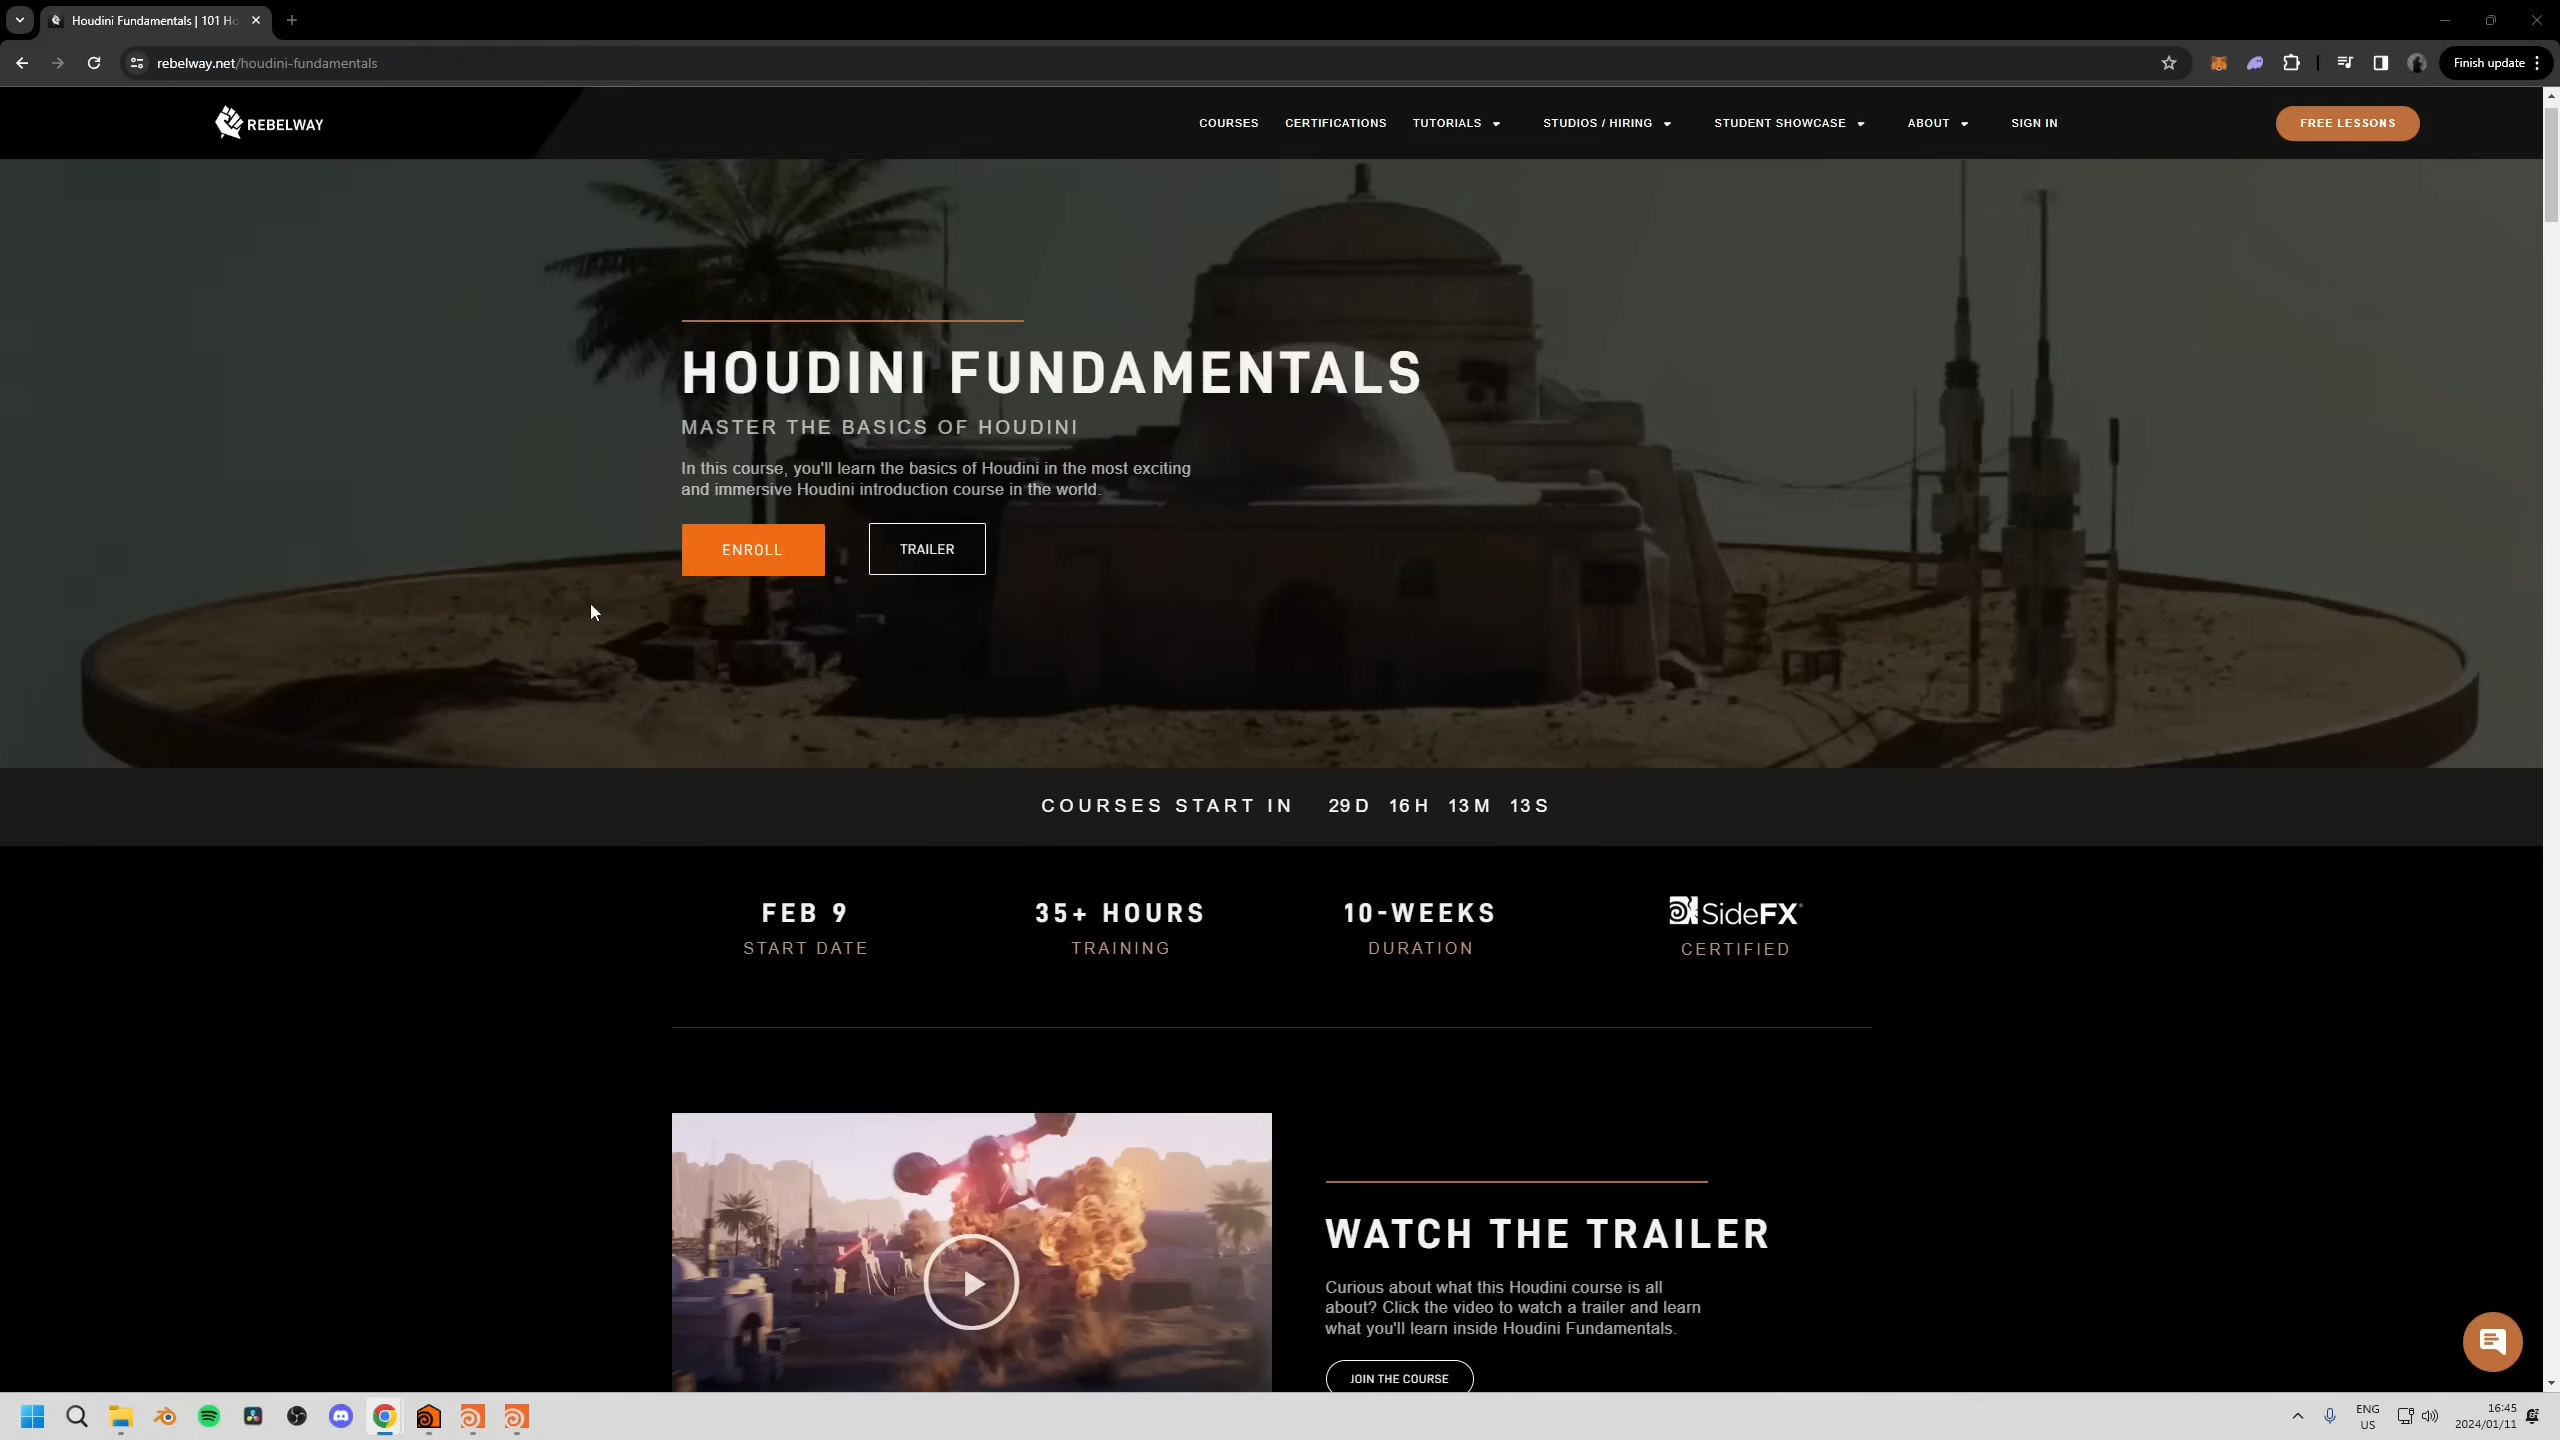 Houdini Fundamentals | 101 Ho
rebelway.net/houdini-fundamentals
Finish update
REBELWAY
COURSES
CERTIFICATIONS
TUTORIALS
STUDIOS / HIRING
STUDENT SHOWCASE
ABOUT
SIGN IN
FREE LESSONS
HOUDINI FUNDAMENTALS
MASTER THE BASICS OF HOUDINI
In this course, you'll learn the basics of Houdini in the most exciting
and immersive Houdini introduction course in the world.
ENROLL
TRAILER
COURSES START IN 29D 16H 13M 13S
FEB 9
START DATE
35+ HOURS
TRAINING
10-WEEKS
DURATION
SideFX
CERTIFIED
WATCH THE TRAILER
Curious about what this Houdini course is all
about? Click the video to watch a trailer and learn
what you'll learn inside Houdini Fundamentals.
JOIN THE COURSE
ENG
US
16:45
2024/01/11